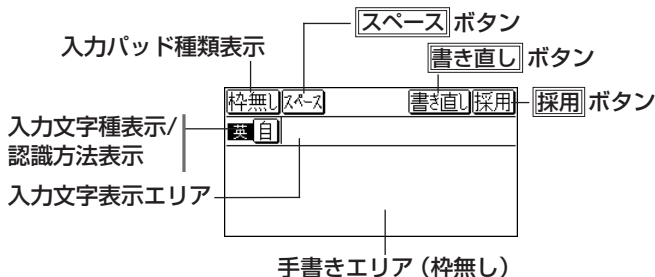 スペース ボタン
入力パッド種類表示
書き直し ボタン
枠無し スペース 書き直し 採用
採用 ボタン
入力文字種表示/
認識方法表示
英 自
入力文字表示エリア
手書きエリア（枠無し）